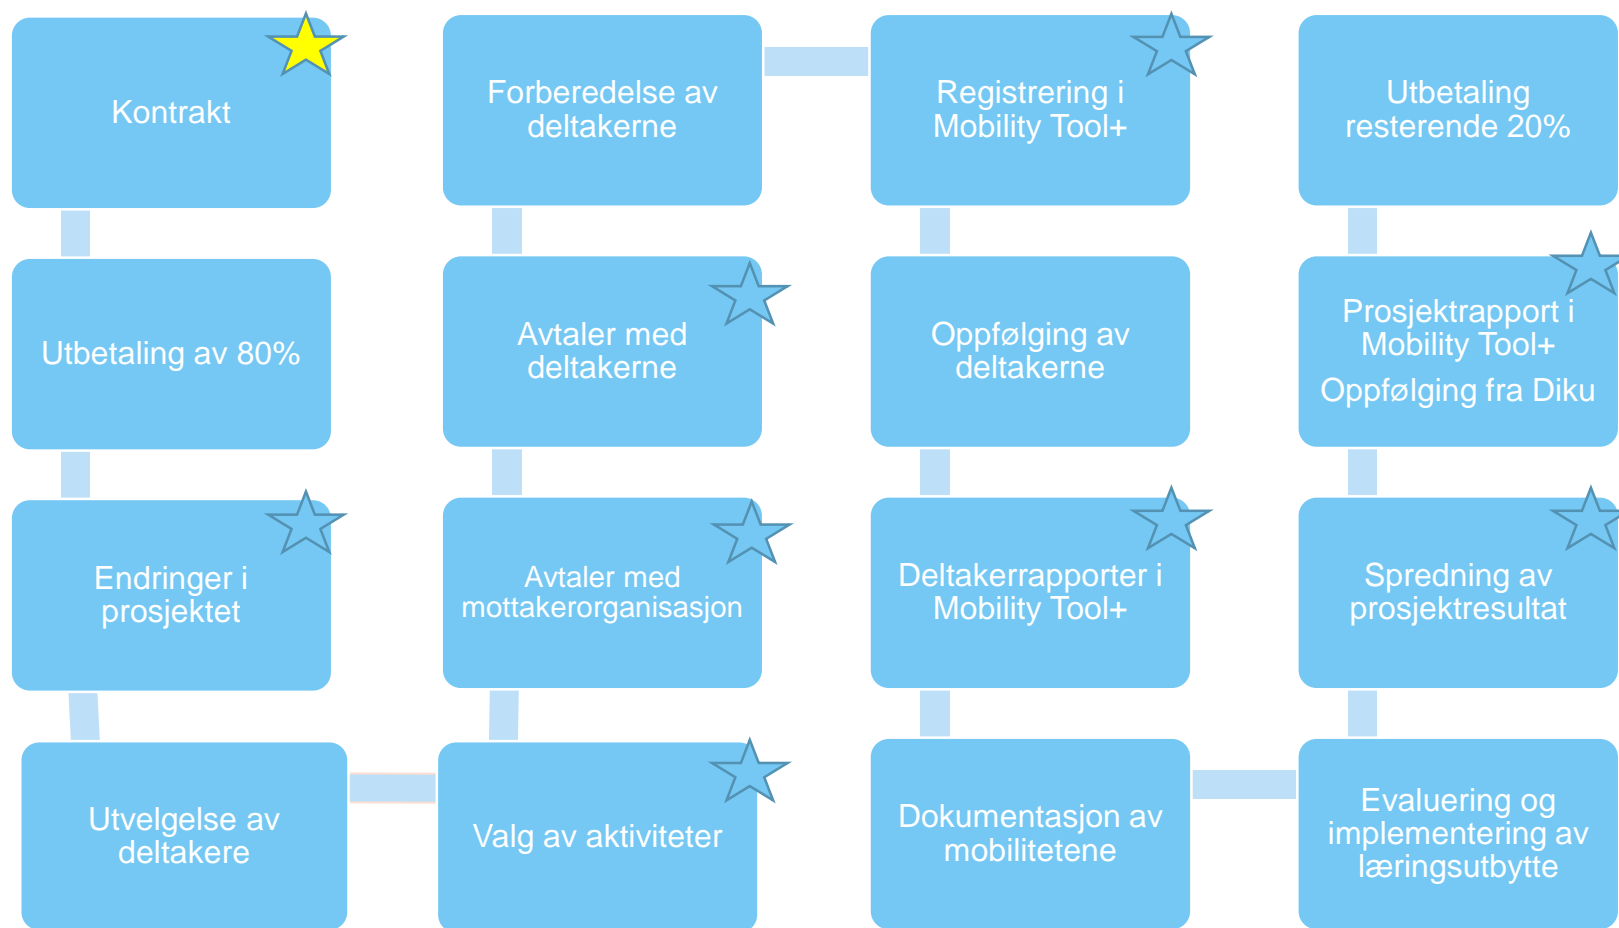 Kontrakt
Utbetaling av 80%
Endringer i
prosjektet
Utvelgelse av
deltakere
Valg av aktiviteter
Avtaler med
mottakerorganisasjon
Avtaler med
deltakerne
Forberedelse av
deltakerne
Registrering i
Mobility Tool+
Oppfølging av
deltakerne
Deltakerrapporter i
Mobility Tool+
Dokumentasjon av
mobilitetene
Evaluering og
implementering av
læringsutbytte
Spredning av
prosjektresultat
Prosjektrapport i
Mobility Tool+
Oppfølging fra Diku
Utbetaling
resterende 20%